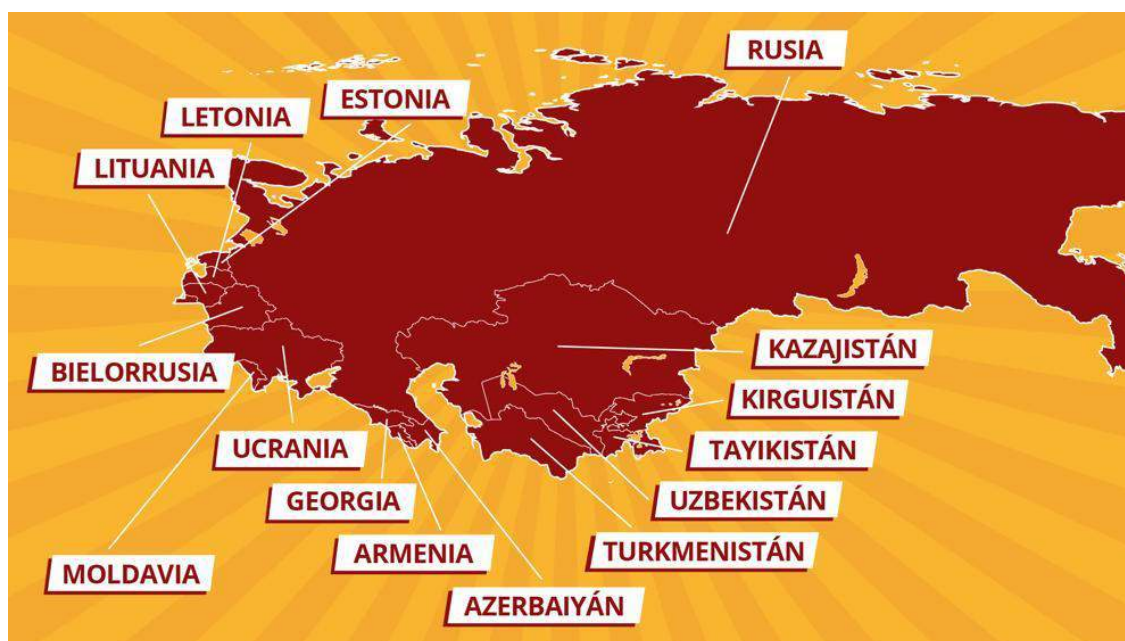 RUSIA
ESTONIA
LETONIA
LITUANIA
KAZAJISTÁN
BIELORRUSIA
KIRGUISTÁN
UCRANIA
TAYIKISTÁN
GEORGIA
UZBEKISTÁN
ARMENIA
TURKMENISTÁN
MOLDAVIA
AZERBAIYÁN